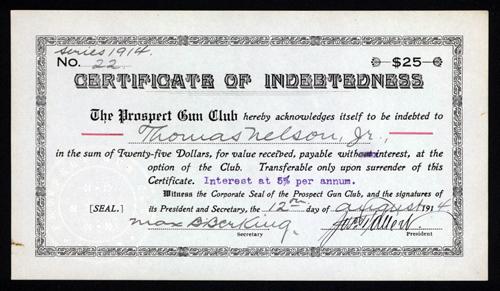 series 1914.
No. 22. $25
CERTIFICATE OF INDEBTEDNESS
The Prospect Gun Club hereby acknowledges itself to be indebted to
Thomas Nelson, Jr.,
in the sum of Twenty-five Dollars, for value received, payable without interest, at the
option of the Club. Transferable only upon surrender of this
Certificate. Interest at 5% per annum.
Witness the Corporate Seal of the Prospect Gun Club, and the signatures of
[SEAL.] its President and Secretary, the 12th day of August 1914
Max B Berking.
Secretary President